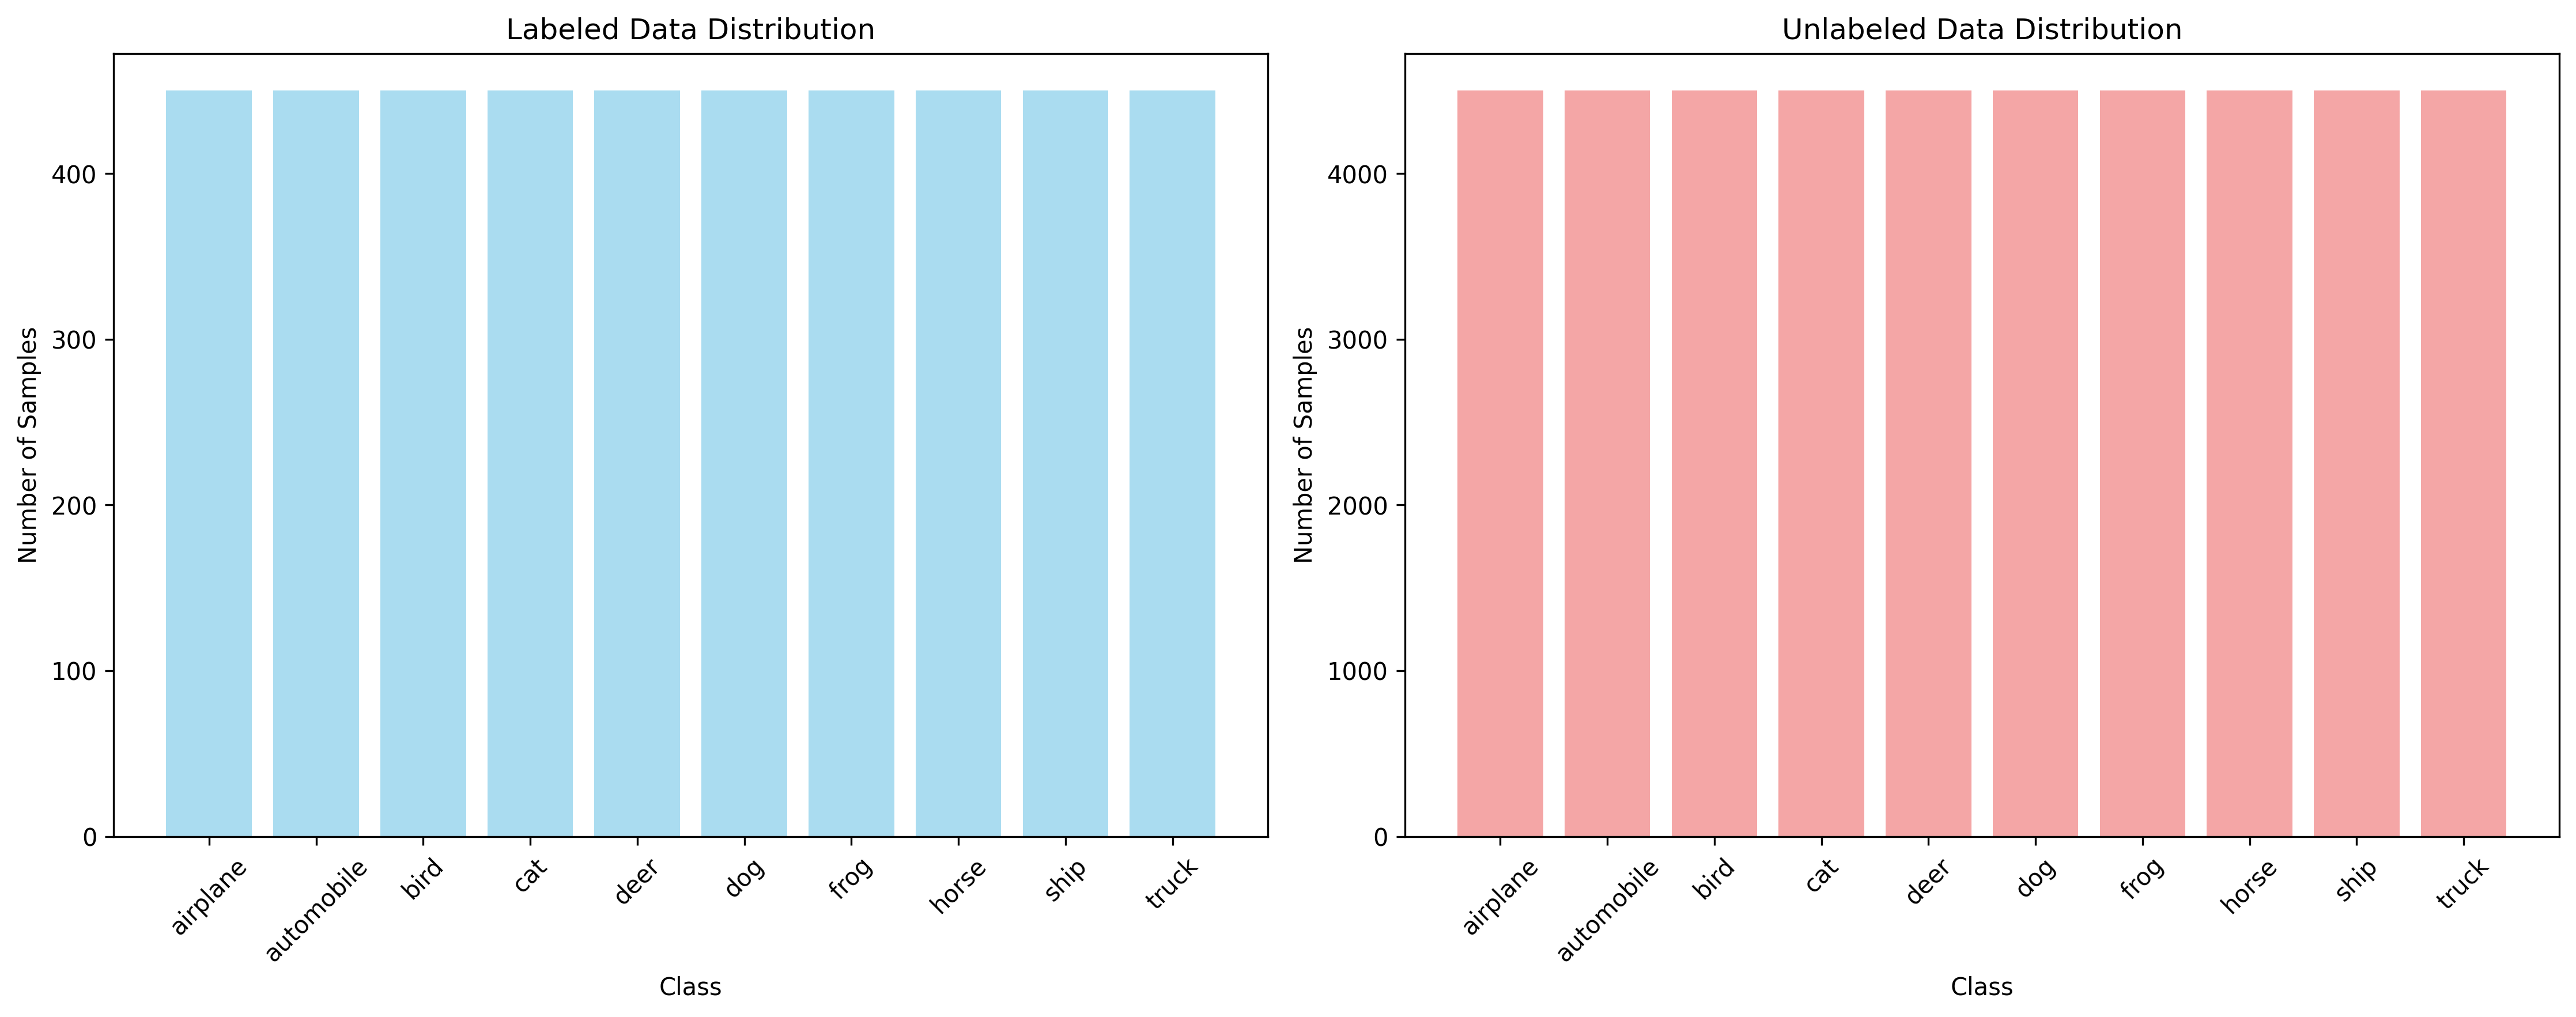 Labeled Data Distribution
Number of Samples
400
300
200
100
0
airplane
automobile
bird
cat
deer
dog
frog
horse
ship
truck
Class
Unlabeled Data Distribution
Number of Samples
4000
3000
2000
1000
0
airplane
automobile
bird
cat
deer
dog
frog
horse
ship
truck
Class